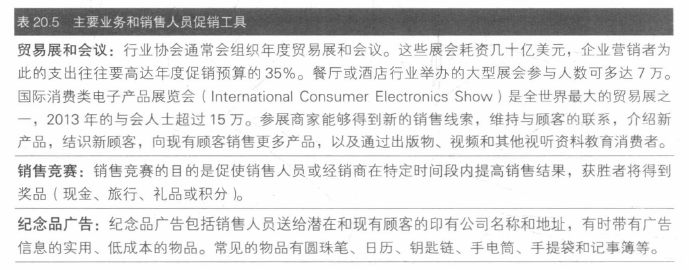 表 20.5 主要业务和销售人员促销工具
贸易展和会议：行业协会通常会组织年度贸易展和会议。这些展会耗资几十亿美元，企业营销者为
此的支出往往要高达年度促销预算的 35%。餐厅或酒店行业举办的大型展会参与人数可多达 7 万。
国际消费类电子产品展览会（International Consumer Electronics Show）是全世界最大的贸易展之
一，2013 年的与会人士超过 15 万。参展商家能够得到新的销售线索，维持与顾客的联系，介绍新
产品，结识新顾客，向现有顾客销售更多产品，以及通过出版物、视频和其他视听资料教育消费者。
销售竞赛：销售竞赛的目的是促使销售人员或经销商在特定时间段内提高销售结果，获胜者将得到
奖品（现金、旅行、礼品或积分）。
纪念品广告：纪念品广告包括销售人员送给潜在和现有顾客的印有公司名称和地址，有时带有广告
信息的实用、低成本的物品。常见的物品有圆珠笔、日历、钥匙链、手电筒、手提袋和记事簿等。